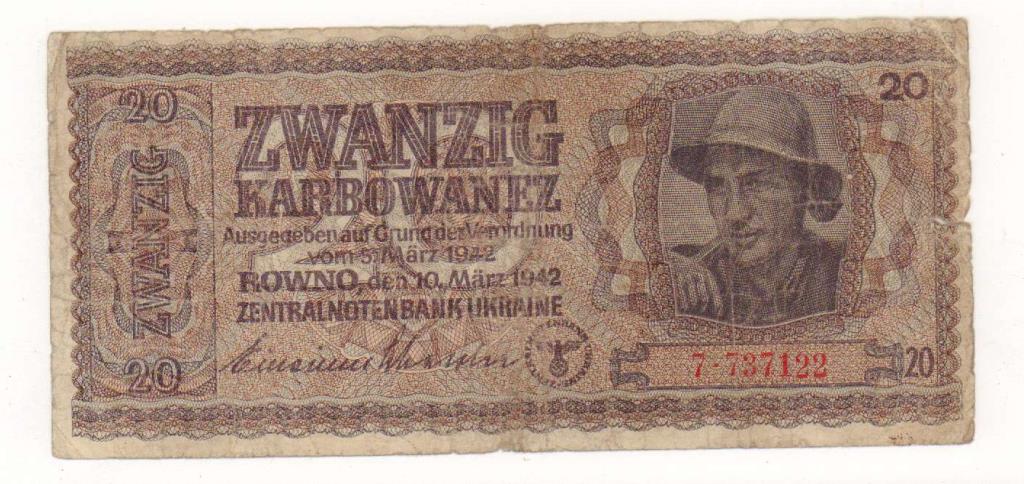 20
ZWANZIG
20
ZWANZIG
KARBOWANEZ
Ausgegeben auf Grund der Verordnung
vom 5. März 1942
ROWNO, den 10. März 1942
ZENTRALNOTENBANK UKRAINE
20
7·737122
20